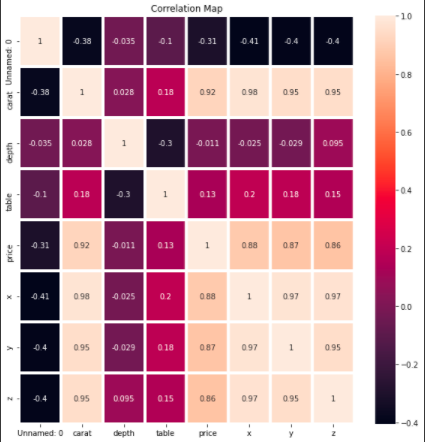 Correlation Map
Unnamed: 0 1 -0.38 -0.035 -0.1 -0.31 -0.41 -0.4 -0.4
carat -0.38 1 0.028 0.18 0.92 0.98 0.95 0.95
depth -0.035 0.028 1 -0.3 -0.011 -0.025 -0.029 0.095
table -0.1 0.18 -0.3 1 0.13 0.2 0.18 0.15
price -0.31 0.92 -0.011 0.13 1 0.88 0.87 0.86
x -0.41 0.98 -0.025 0.2 0.88 1 0.97 0.97
y -0.4 0.95 -0.029 0.18 0.87 0.97 1 0.95
z -0.4 0.95 0.095 0.15 0.86 0.97 0.95 1
Unnamed: 0 carat depth table price x y z
1.0
0.8
0.6
0.4
0.2
0.0
-0.2
-0.4